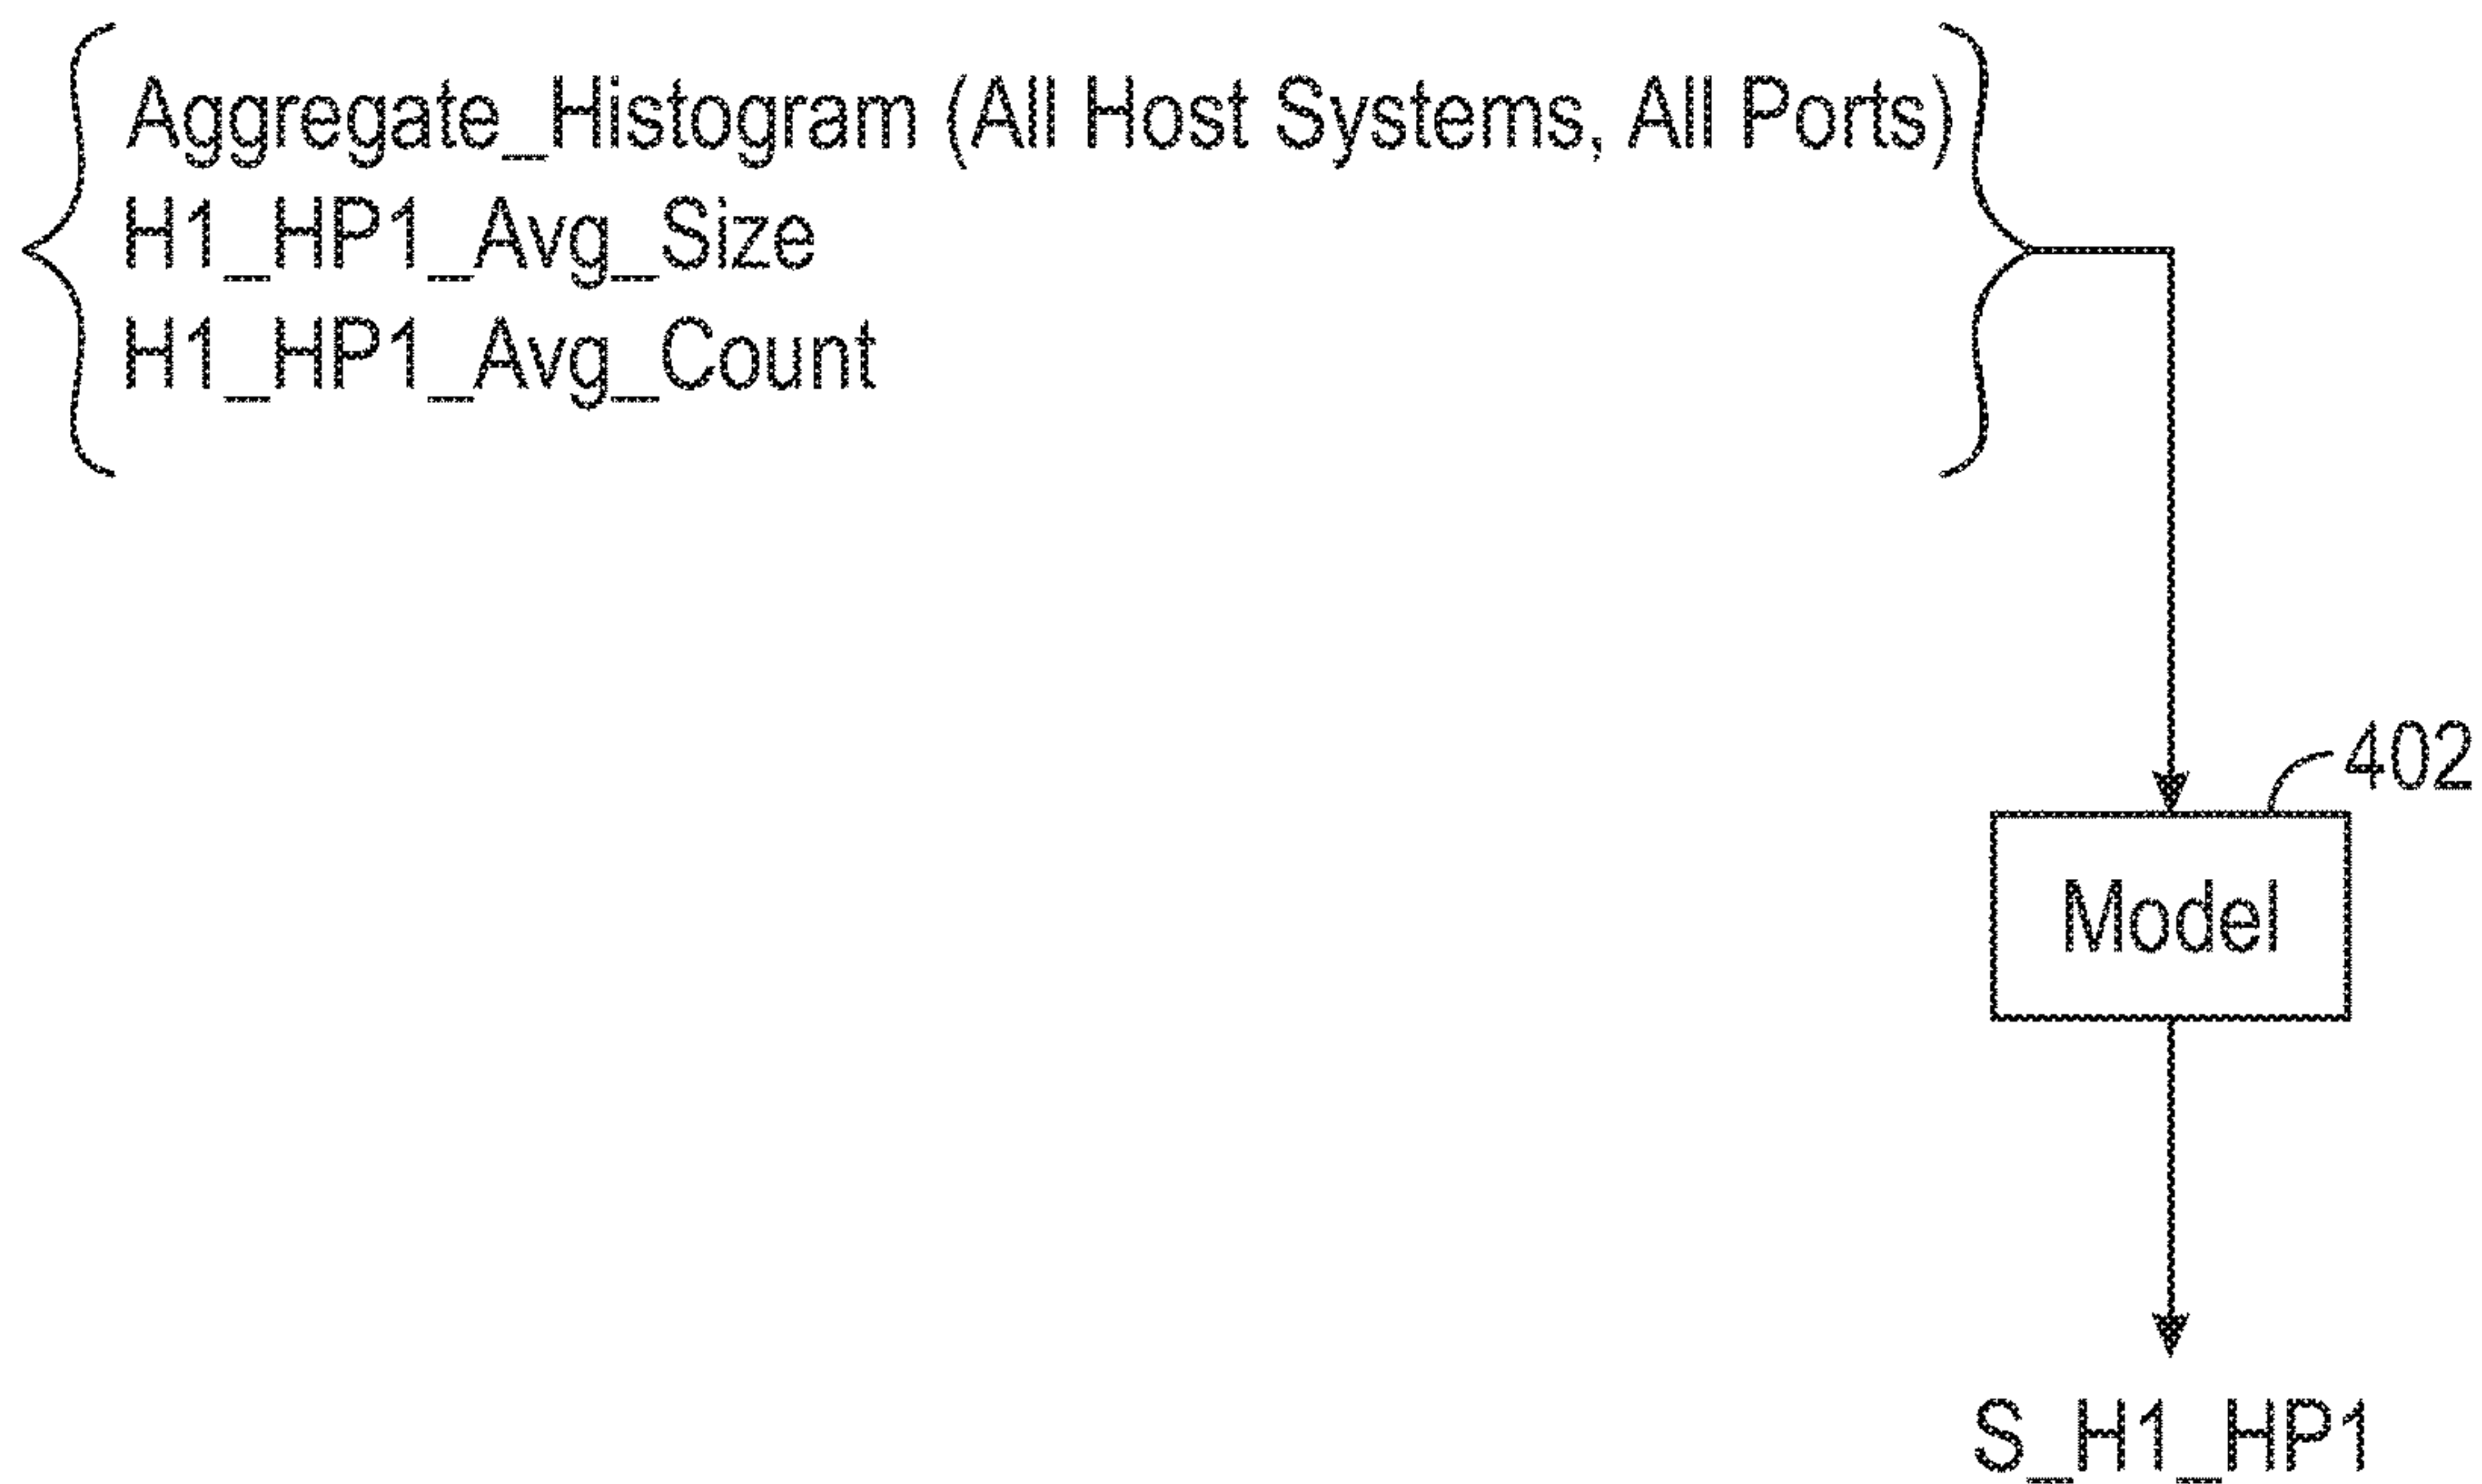 Aggregate_Histogram (All Host Systems, All Ports)
H1_HP1_Avg_Size
H1_HP1_Avg_Count
402
Model
S_H1_HP1